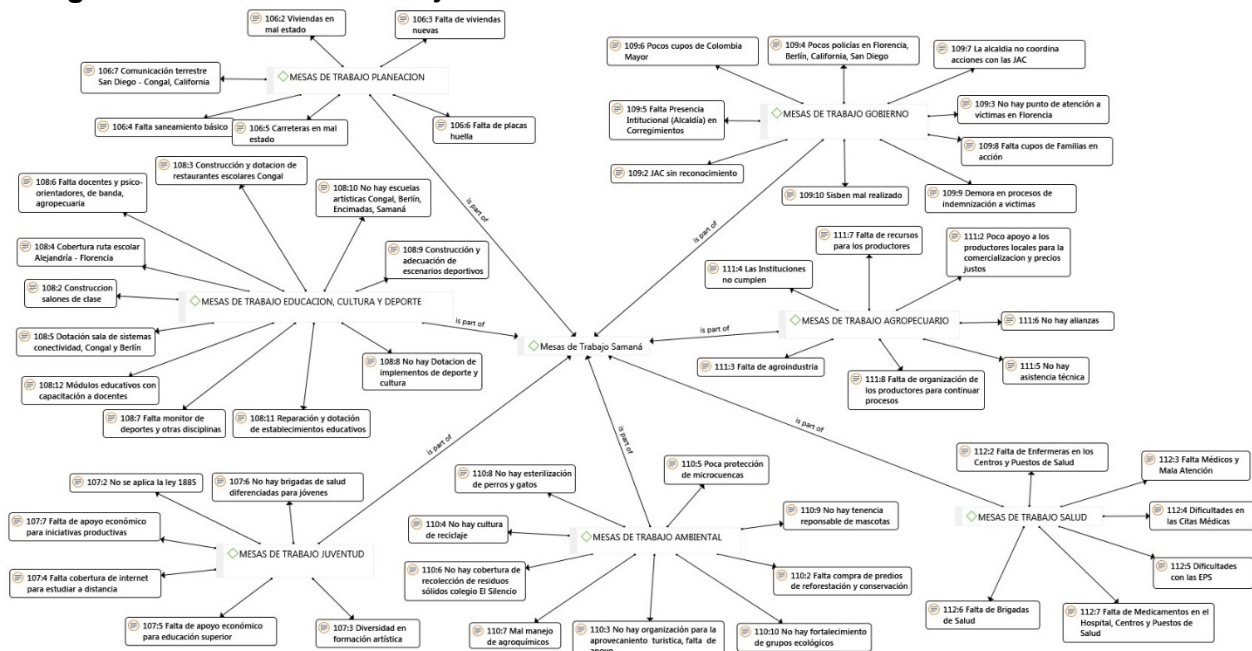 106:2 Viviendas en
mal estado
106:3 Falta de viviendas
nuevas
106:7 Comunicación terrestre
San Diego - Congal, California
MESAS DE TRABAJO PLANEACION
106:4 Falta saneamiento básico
106:5 Carreteras en mal
estado
106:6 Falta de placas
huella
109:6 Pocos cupos de Colombia
Mayor
109:4 Pocos policías en Florencia,
Berlín, California, San Diego
109:7 La alcaldia no coordina
acciones con las JAC
109:5 Falta Presencia
Intitucional (Alcaldía) en
Corregimientos
MESAS DE TRABAJO GOBIERNO
109:3 No hay punto de atención a
victimas en Florencia
109:8 Falta cupos de Familias en
acción
109:2 JAC sin reconocimiento
109:10 Sisben mal realizado
109:9 Demora en procesos de
indemnización a victimas
is part of
is part of
108:3 Construcción y dotacion de
restaurantes escolares Congal
108:6 Falta docentes y psico-
orientadores, de banda,
agropecuaria
108:10 No hay escuelas
artísticas Congal, Berlín,
Encimadas, Samaná
108:4 Cobertura ruta escolar
Alejandría - Florencia
108:9 Construcción y
adecuación de
escenarios deportivos
108:2 Construccion
salones de clase
MESAS DE TRABAJO EDUCACION, CULTURA Y DEPORTE
108:5 Dotación sala de sistemas
conectividad, Congal y Berlín
108:8 No hay Dotacion de
implementos de deporte y
cultura
108:12 Módulos educativos con
capacitación a docentes
108:7 Falta monitor de
deportes y otras disciplinas
108:11 Reparación y dotación
de establecimientos educativos
is part of
Mesas de Trabajo Samaná
is part of
111:7 Falta de recursos
para los productores
111:2 Poco apoyo a los
productores locales para la
comercializacion y precios
justos
111:4 Las Instituciones
no cumplen
MESAS DE TRABAJO AGROPECUARIO
111:6 No hay alianzas
111:3 Falta de agroindustria
111:8 Falta de organización de
los productores para continuar
procesos
111:5 No hay
asistencia técnica
is part of
is part of
is part of
107:2 No se aplica la ley 1885
107:6 No hay brigadas de salud
diferenciadas para jóvenes
107:7 Falta de apoyo económico
para iniciativas productivas
MESAS DE TRABAJO JUVENTUD
107:4 Falta cobertura de internet
para estudiar a distancia
107:5 Falta de apoyo económico
para educación superior
107:3 Diversidad en
formación artística
110:8 No hay esterilización
de perros y gatos
110:5 Poca protección
de microcuencas
110:4 No hay cultura
de reciclaje
110:9 No hay tenencia
reponsable de mascotas
MESAS DE TRABAJO AMBIENTAL
110:6 No hay cobertura de
recolección de residuos
sólidos colegio El Silencio
110:2 Falta compra de predios
de reforestación y conservación
110:7 Mal manejo
de agroquímicos
110:3 No hay organización para la
aprovecaniento turistica, falta de
110:10 No hay fortalecimiento
de grupos ecológicos
112:2 Falta de Enfermeras en los
Centros y Puestos de Salud
112:3 Falta Médicos y
Mala Atención
MESAS DE TRABAJO SALUD
112:4 Dificultades en
las Citas Médicas
112:5 Dificultades
con las EPS
112:6 Falta de Brigadas
de Salud
112:7 Falta de Medicamentos en el
Hospital, Centros y Puestos de
Salud